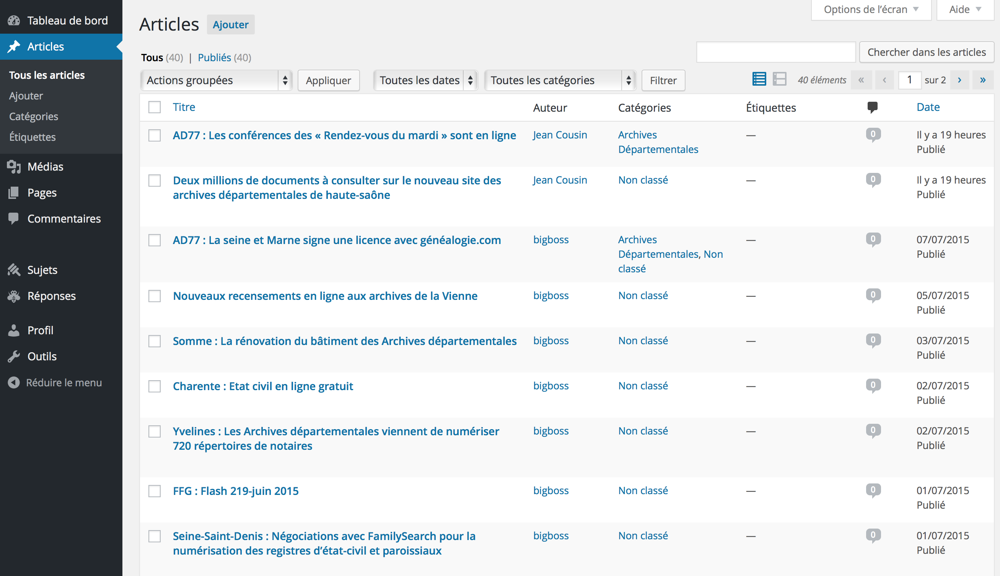 Tableau de bord
Articles
Tous les articles
Ajouter
Catégories
Étiquettes
Médias
Pages
Commentaires
Sujets
Réponses
Profil
Outils
Réduire le menu
Options de l’écran
Aide
Articles Ajouter
Tous (40) | Publiés (40)
Chercher dans les articles
Actions groupées Appliquer Toutes les dates Toutes les catégories Filtrer 40 éléments « ‹ 1 sur 2 › »
Titre Auteur Catégories Étiquettes Date
AD77 : Les conférences des « Rendez-vous du mardi » sont en ligne Jean Cousin Archives — 0 Il y a 19 heures
Départementales Publié
Deux millions de documents à consulter sur le nouveau site des Jean Cousin Non classé — 0 Il y a 19 heures
archives départementales de haute-saône Publié
AD77 : La seine et Marne signe une licence avec généalogie.com bigboss Archives — 0 07/07/2015
Départementales, Non Publié
classé
Nouveaux recensements en ligne aux archives de la Vienne bigboss Non classé — 0 05/07/2015
Publié
Somme : La rénovation du bâtiment des Archives départementales bigboss Non classé — 0 03/07/2015
Publié
Charente : Etat civil en ligne gratuit bigboss Non classé — 0 02/07/2015
Publié
Yvelines : Les Archives départementales viennent de numériser bigboss Non classé — 0 02/07/2015
720 répertoires de notaires Publié
FFG : Flash 219-juin 2015 bigboss Non classé — 0 01/07/2015
Publié
Seine-Saint-Denis : Négociations avec FamilySearch pour la bigboss Non classé — 0 01/07/2015
numérisation des registres d’état-civil et paroissiaux Publié